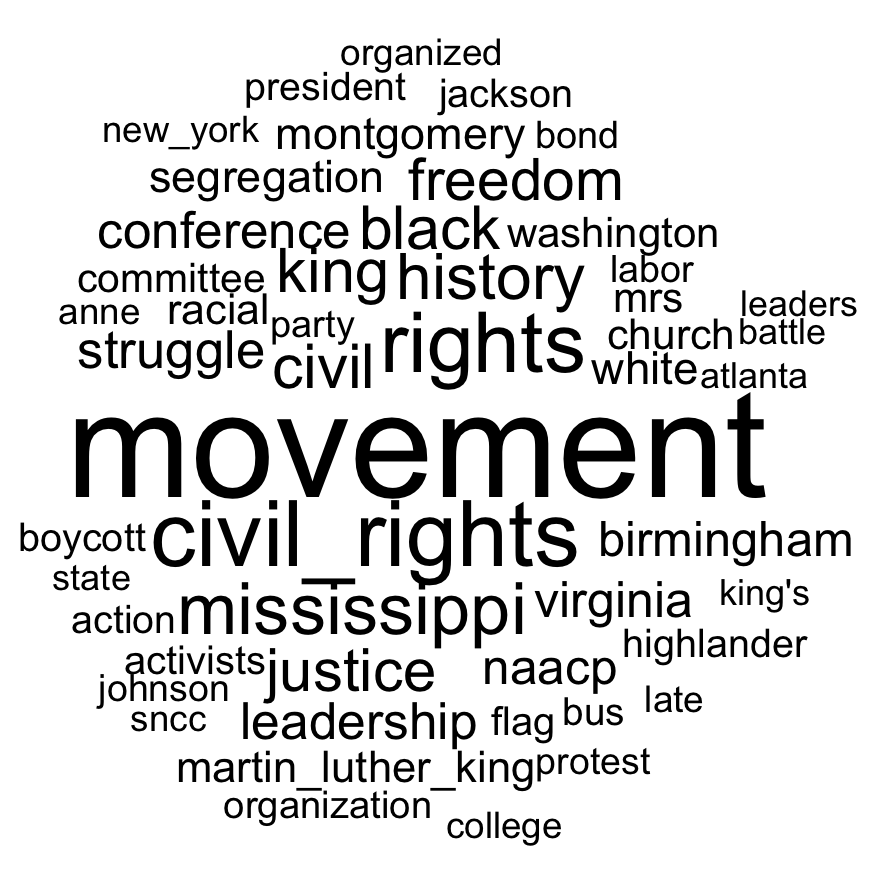 organized
president jackson
new_york montgomery bond
segregation freedom
conference black washington
committee king history labor
anne racial party mrs leaders
struggle civil rights church battle
white atlanta
movement
boycott civil_rights birmingham
state mississippi virginia king's
action highlander
activists justice naacp
johnson late
sncc leadership flag bus
martin_luther_king protest
organization
college